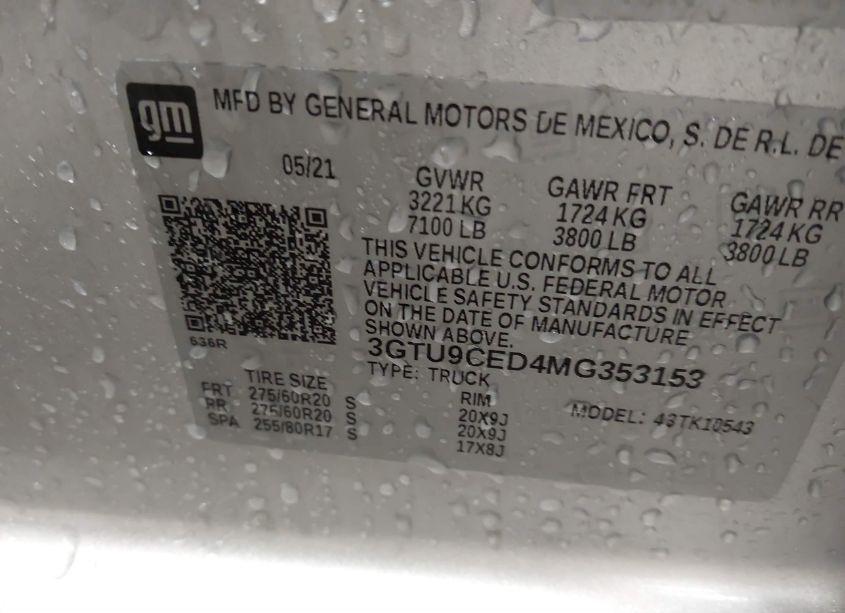 gm
MFD BY GENERAL MOTORS DE MEXICO, S. DE R.L. DE
05/21
GVWR GAWR FRT GAWR RR
3221 KG 1724 KG 1724 KG
7100 LB 3800 LB 3800 LB
THIS VEHICLE CONFORMS TO ALL
APPLICABLE U.S. FEDERAL MOTOR
VEHICLE SAFETY STANDARDS IN EFFECT
ON THE DATE OF MANUFACTURE
SHOWN ABOVE.
636R
3GTU9CED4MG353153
TYPE: TRUCK
TIRE SIZE RIM MODEL: 43TK10543
FRT 275/60R20 S 20X9J
RR 275/60R20 S 20X9J
SPA 255/80R17 S 17X8J